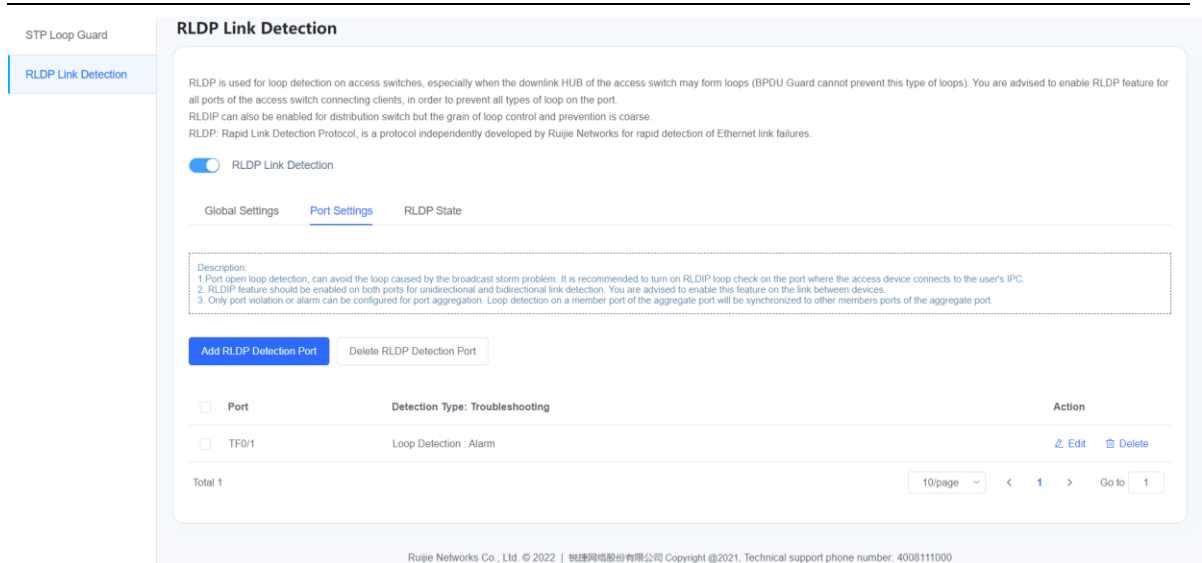 STP Loop Guard
RLDP Link Detection
RLDP Link Detection
RLDP is used for loop detection on access switches, especially when the downlink HUB of the access switch may form loops (BPDU Guard cannot prevent this type of loops). You are advised to enable RLDP feature for
all ports of the access switch connecting clients, in order to prevent all types of loop on the port.
RLDIP can also be enabled for distribution switch but the grain of loop control and prevention is coarse.
RLDP: Rapid Link Detection Protocol, is a protocol independently developed by Ruijie Networks for rapid detection of Ethernet link failures.
RLDP Link Detection
Global Settings Port Settings RLDP State
Description:
1.Port open loop detection, can avoid the loop caused by the broadcast storm problem. It is recommended to turn on RLDIP loop check on the port where the access device connects to the user's IPC.
2. RLDIP feature should be enabled on both ports for unidirectional and bidirectional link detection. You are advised to enable this feature on the link between devices.
3. Only port violation or alarm can be configured for port aggregation. Loop detection on a member port of the aggregate port will be synchronized to other members ports of the aggregate port.
Add RLDP Detection Port Delete RLDP Detection Port
Port Detection Type: Troubleshooting Action
TF0/1 Loop Detection : Alarm Edit Delete
Total 1 10/page < 1 > Go to 1
Ruijie Networks Co., Ltd. © 2022 | 锐捷网络股份有限公司 Copyright @2021, Technical support phone number: 4008111000